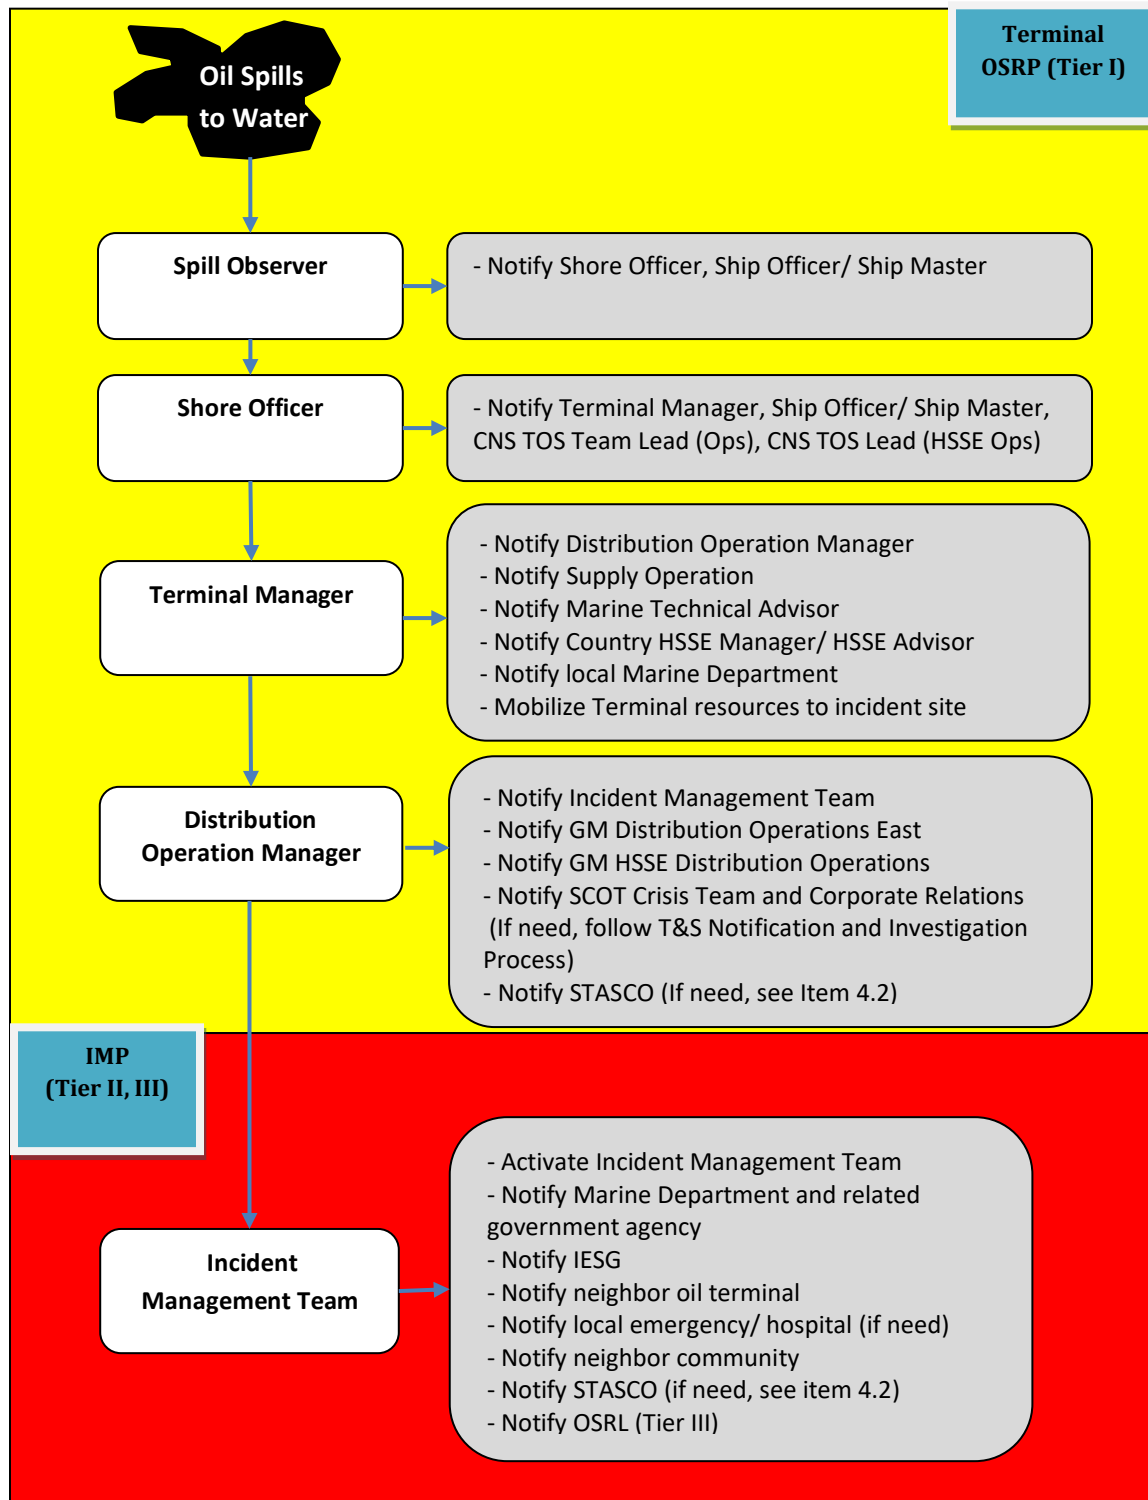 Terminal
OSRP (Tier I)
Oil Spills
to Water
Spill Observer
- Notify Shore Officer, Ship Officer/ Ship Master
Shore Officer
- Notify Terminal Manager, Ship Officer/ Ship Master,
CNS TOS Team Lead (Ops), CNS TOS Lead (HSSE Ops)
Terminal Manager
- Notify Distribution Operation Manager
- Notify Supply Operation
- Notify Marine Technical Advisor
- Notify Country HSSE Manager/ HSSE Advisor
- Notify local Marine Department
- Mobilize Terminal resources to incident site
Distribution
Operation Manager
- Notify Incident Management Team
- Notify GM Distribution Operations East
- Notify GM HSSE Distribution Operations
- Notify SCOT Crisis Team and Corporate Relations
(If need, follow T&S Notification and Investigation
Process)
- Notify STASCO (If need, see Item 4.2)
IMP
(Tier II, III)
Incident
Management Team
- Activate Incident Management Team
- Notify Marine Department and related
government agency
- Notify IESG
- Notify neighbor oil terminal
- Notify local emergency/ hospital (if need)
- Notify neighbor community
- Notify STASCO (if need, see item 4.2)
- Notify OSRL (Tier III)